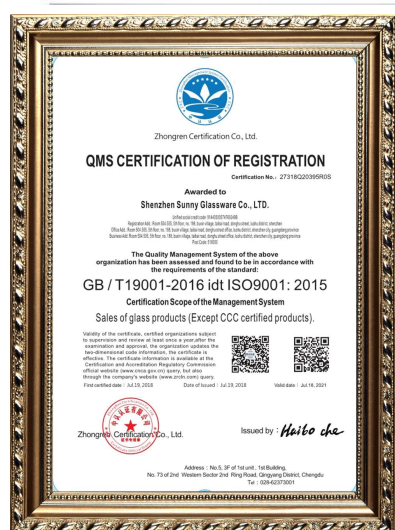 Zhongren Certification Co., Ltd.
QMS CERTIFICATION OF REGISTRATION
Certification No.: 27318Q20395R0S
Awarded to
Shenzhen Sunny Glassware Co., LTD.
The Quality Management System of the above
organization has been assessed and found to be in accordance with
the requirements of the standard:
GB / T19001-2016 idt ISO9001: 2015
Certification Scope of the Management System
Sales of glass products (Except CCC certified products).
Validity of the certificate, certified organizations subject
to supervision and review at least once a year,after the
examination and approval, the organization updates the
two-dimensional code information, the certificate is
effective. The certificate information is available at the
Certification and Accreditation Regulatory Commission
official website (www.cnca.gov.cn) query, but also
through the company's website (www.zrcltn.com) query.
First certified date : Jul 19, 2018 Date of Issued : Jul.19, 2018 Valid date : Jul.18, 2021
Zhongren Certification Co., Ltd.
Issued by : Haibo che
Address : No.5, 3F of 1st unit , 1st Building,
No. 73 of 2nd Western Sector 2nd Ring Road, Qingyang District, Chengdu
Tel : 028-62373001